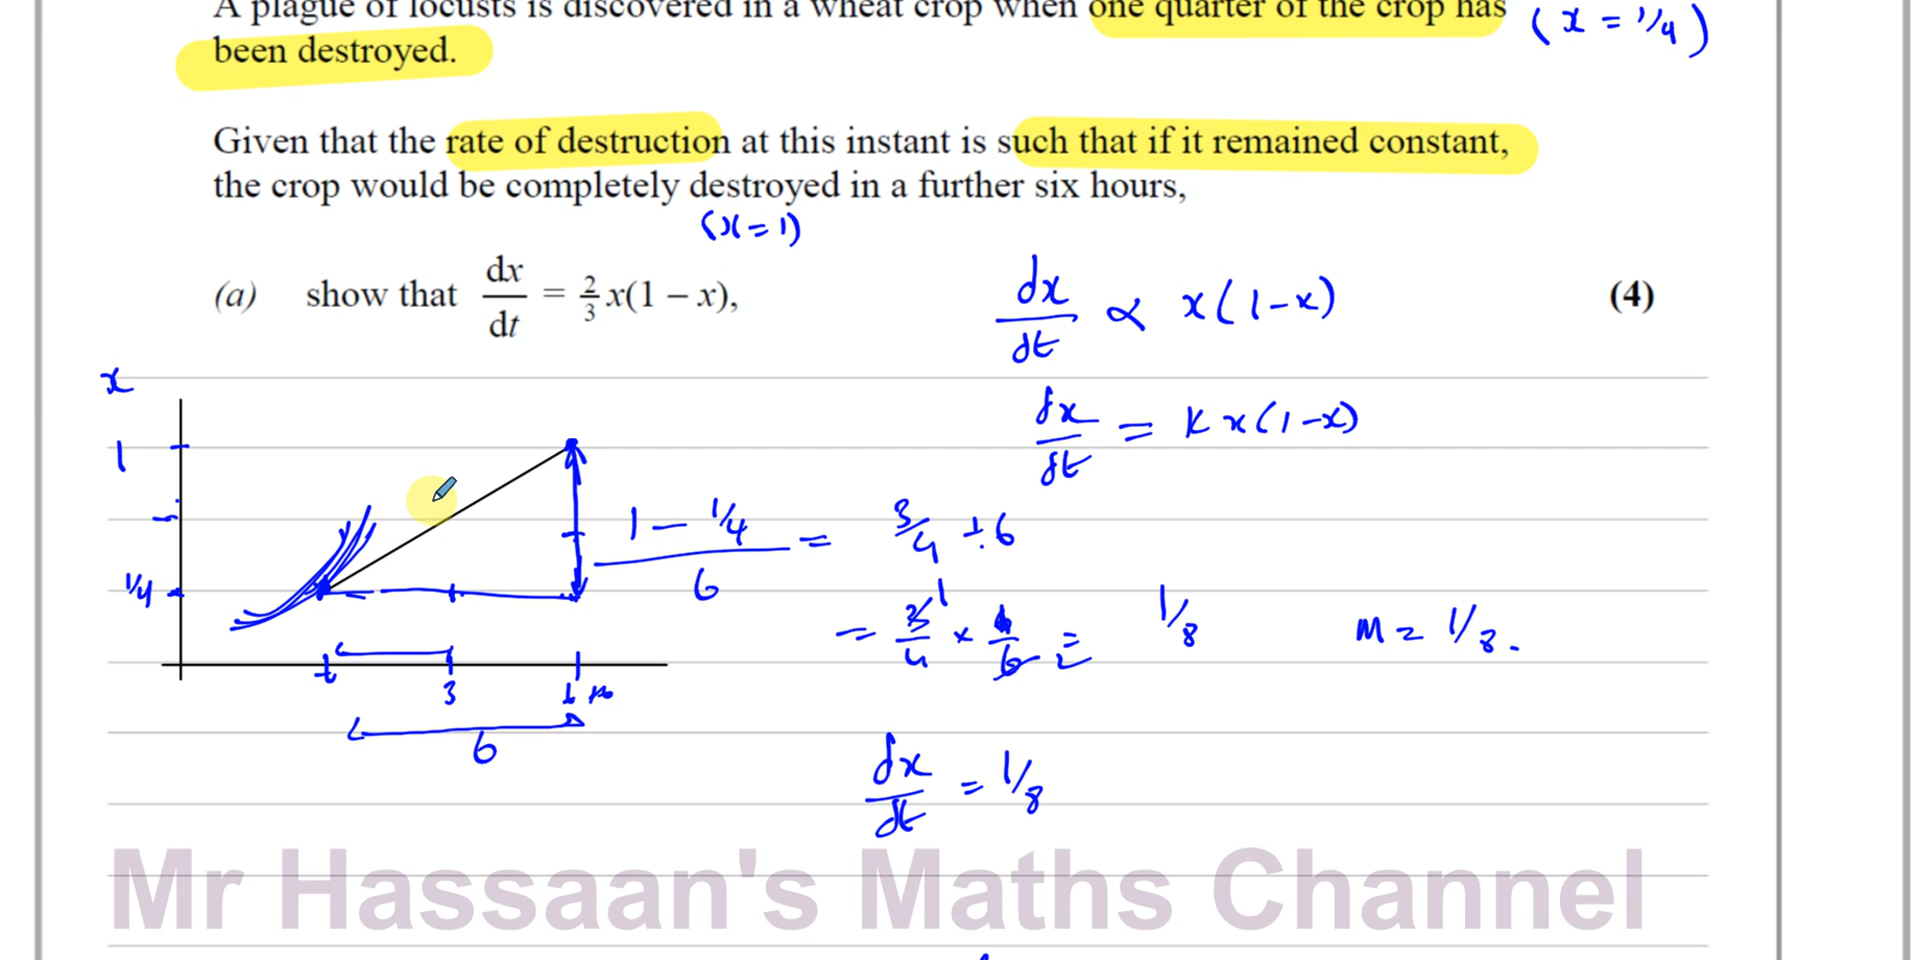 A plague of locusts is discovered in a wheat crop when one quarter of the crop has (x = 1/4)
been destroyed.
Given that the rate of destruction at this instant is such that if it remained constant,
the crop would be completely destroyed in a further six hours,
(x = 1)
(a) show that dx/dt = 2/3 x(1 – x), (4)
dx/dt ∝ x(1-x)
x
dx/dt = k x(1-x)
1
1 - 1/4 / 6 = 3/4 ÷ 6
1/4
= 3/4 × 1/6 = 1/8 m = 1/8.
t 3
6
dx/dt = 1/8
Mr Hassaan's Maths Channel